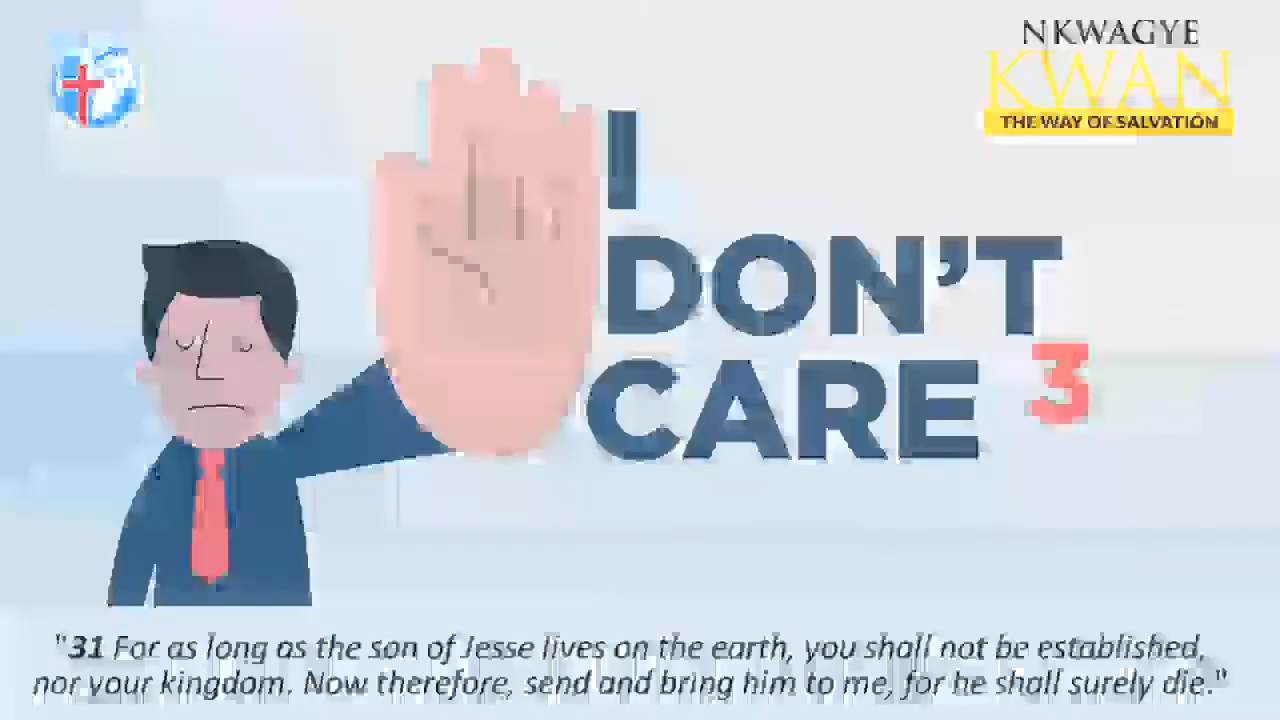 NKWAGYE
KWAN
THE WAY OF SALVATION
I
DON'T
CARE 3
"31 For as long as the son of Jesse lives on the earth, you shall not be established,
nor your kingdom. Now therefore, send and bring him to me, for he shall surely die."